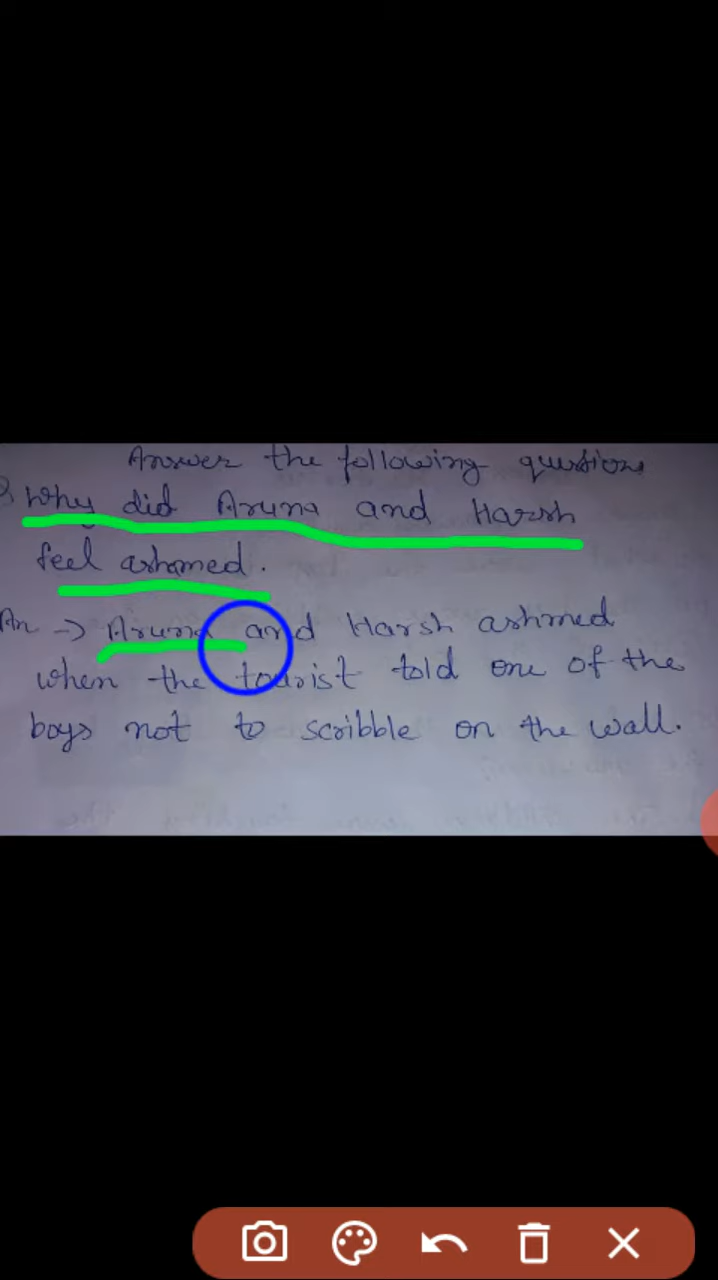 Answer the following questions
Why did Aruna and Harsh
feel ashamed.
An → Aruna and Harsh ashmed
when the tourist told one of the
boys not to scribble on the wall.